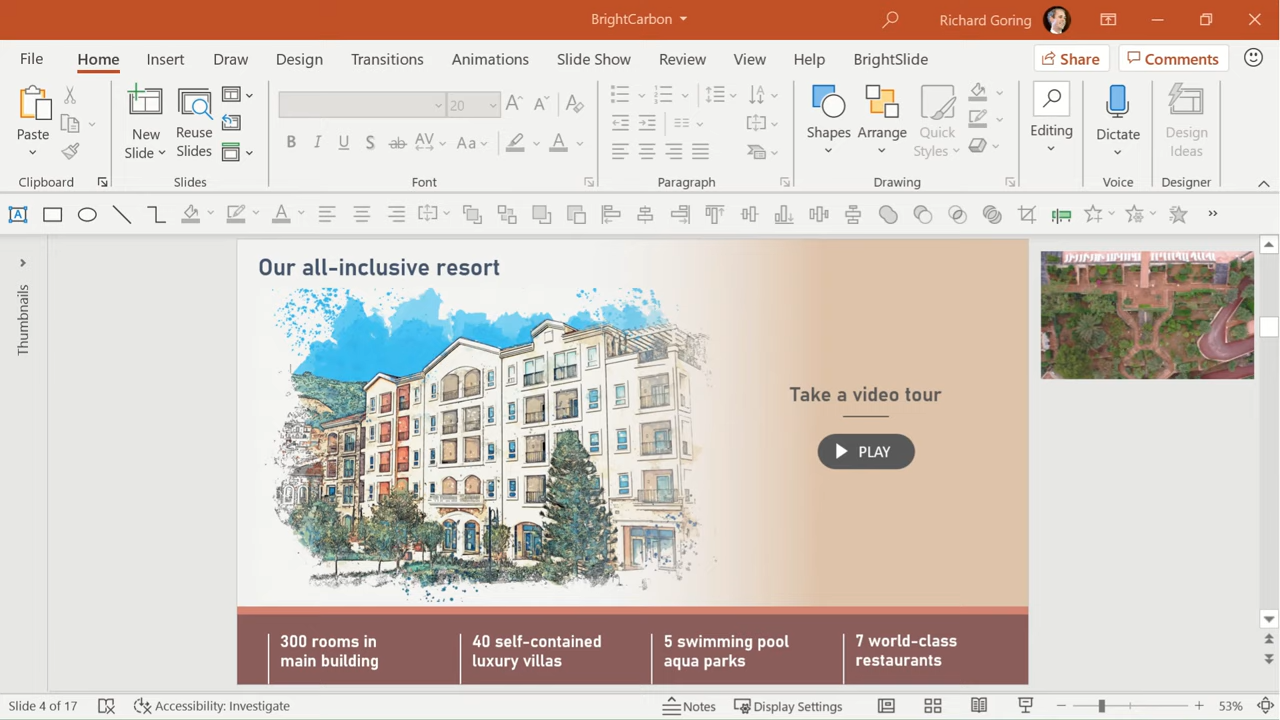 BrightCarbon
Richard Goring
File
Home
Insert
Draw
Design
Transitions
Animations
Slide Show
Review
View
Help
BrightSlide
Share
Comments
Paste
New
Slide
Reuse
Slides
20
B I U S ab AV Aa A
Shapes
Arrange
Quick
Styles
Editing
Dictate
Design
Ideas
Clipboard
Slides
Font
Paragraph
Drawing
Voice
Designer
Thumbnails
Our all-inclusive resort
Take a video tour
PLAY
300 rooms in
main building
40 self-contained
luxury villas
5 swimming pool
aqua parks
7 world-class
restaurants
Slide 4 of 17
Accessibility: Investigate
Notes
Display Settings
53%